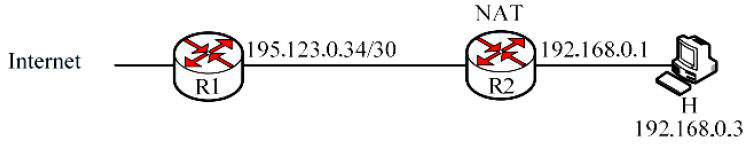 NAT
Internet
195.123.0.34/30
192.168.0.1
R1
R2
H
192.168.0.3